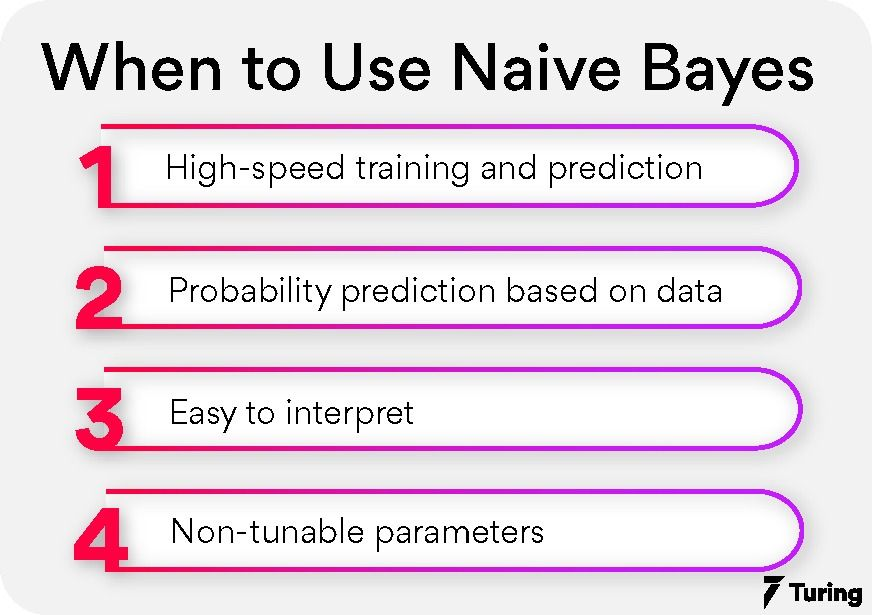 When to Use Naive Bayes
1 High-speed training and prediction
2 Probability prediction based on data
3 Easy to interpret
4 Non-tunable parameters
Turing